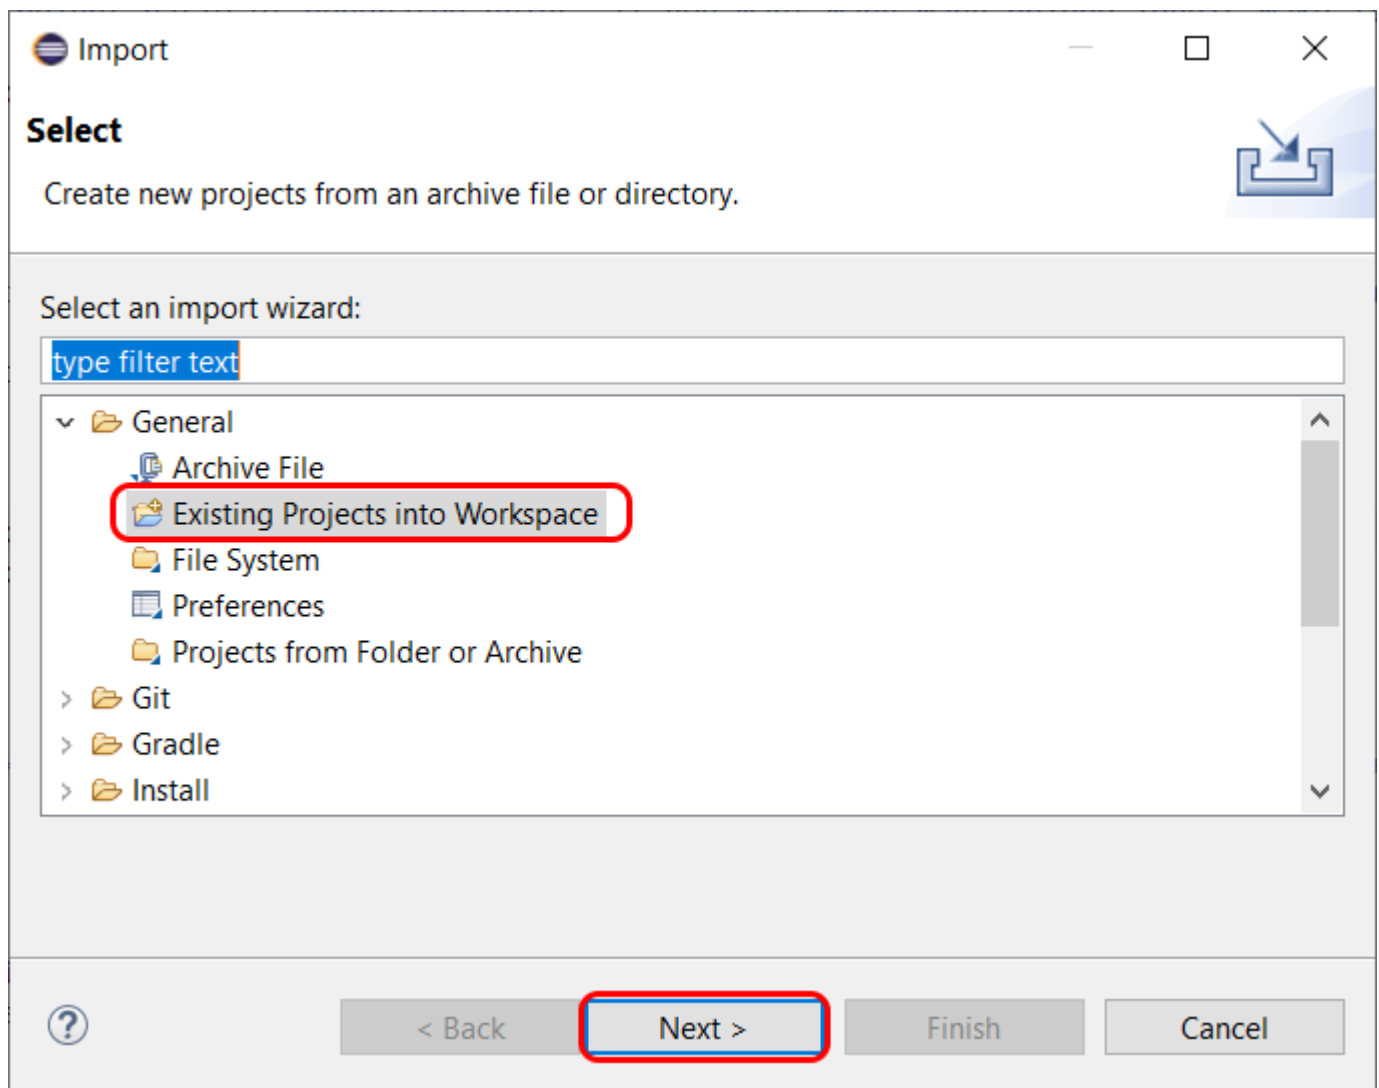 Import
Select
Create new projects from an archive file or directory.
Select an import wizard:
type filter text
General
Archive File
Existing Projects into Workspace
File System
Preferences
Projects from Folder or Archive
Git
Gradle
Install
? < Back Next > Finish Cancel